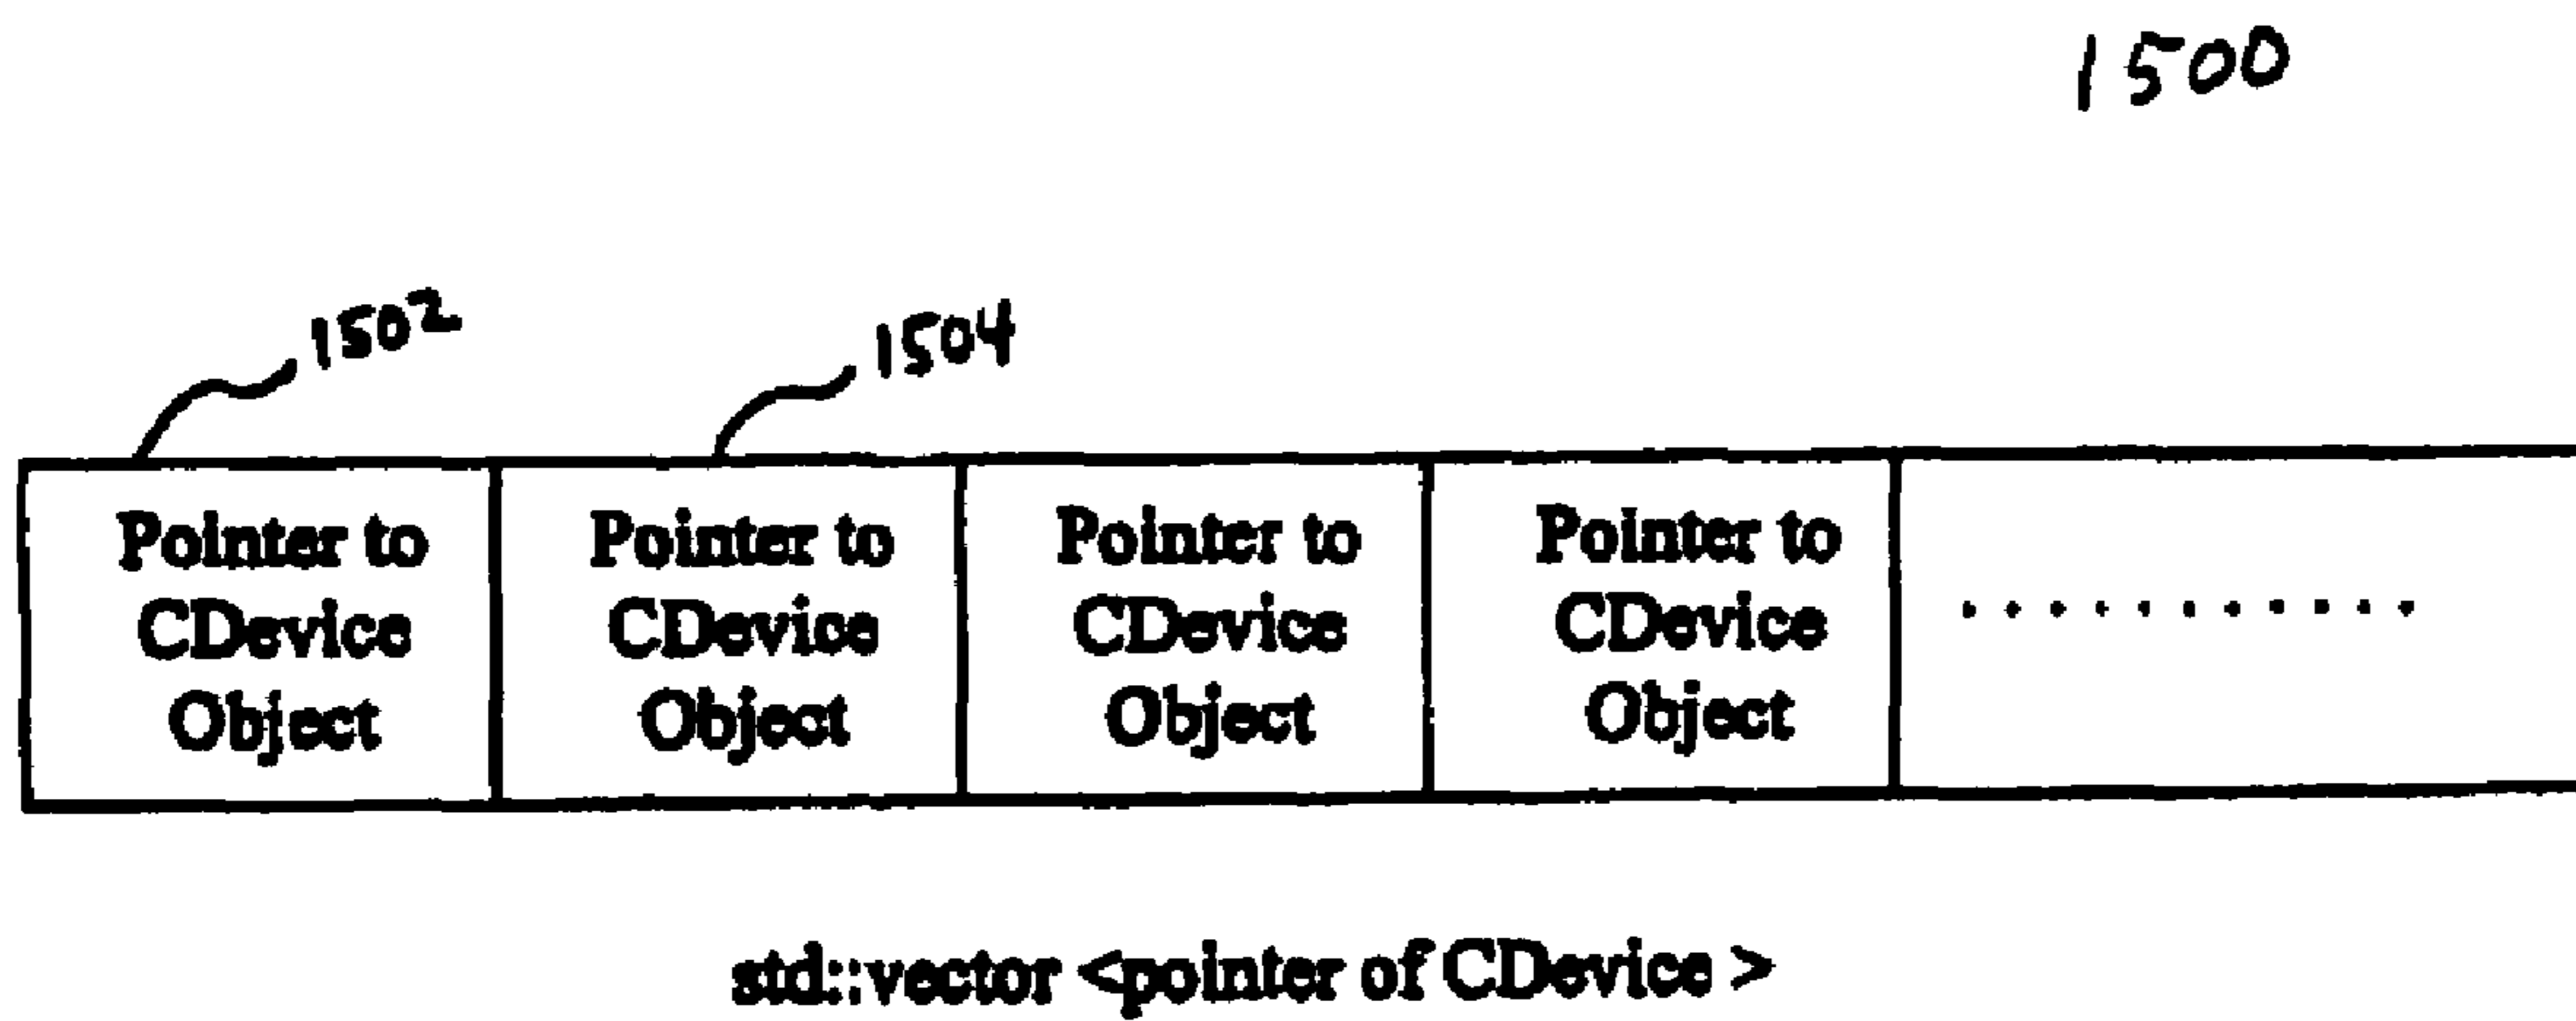 1500
1502
1504
Pointer to
CDevice
Object
Pointer to
CDevice
Object
Pointer to
CDevice
Object
Pointer to
CDevice
Object
...........
std::vector <pointer of CDevice >